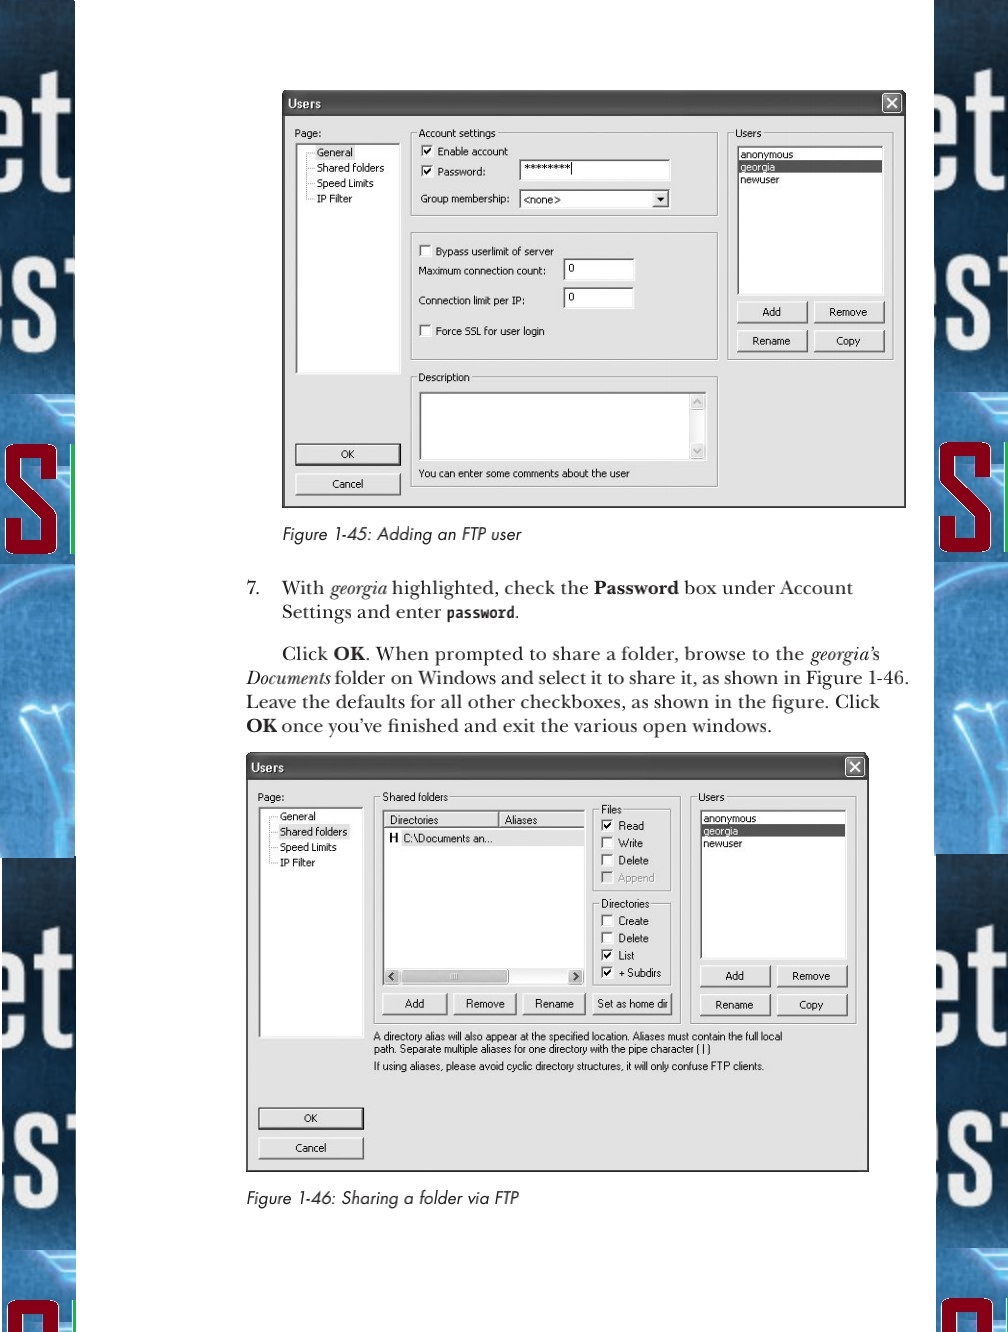 Users
Page:
General
Shared folders
Speed Limits
IP Filter
OK
Cancel
Account settings
Enable account
Password: ********
Group membership: <none>
Bypass userlimit of server
Maximum connection count: 0
Connection limit per IP: 0
Force SSL for user login
Description
You can enter some comments about the user
Users
anonymous
georgia
newuser
Add Remove
Rename Copy
Figure 1-45: Adding an FTP user
7. With georgia highlighted, check the Password box under Account
Settings and enter password.
Click OK. When prompted to share a folder, browse to the georgia's
Documents folder on Windows and select it to share it, as shown in Figure 1-46.
Leave the defaults for all other checkboxes, as shown in the figure. Click
OK once you've finished and exit the various open windows.
Users
Page:
General
Shared folders
Speed Limits
IP Filter
OK
Cancel
Shared folders
Directories Aliases
H C:\Documents an...
Add Remove Rename Set as home dir
Files
Read
Write
Delete
Append
Directories
Create
Delete
List
+ Subdirs
A directory alias will also appear at the specified location. Aliases must contain the full local
path. Separate multiple aliases for one directory with the pipe character ( | )
If using aliases, please avoid cyclic directory structures, it will only confuse FTP clients.
Users
anonymous
georgia
newuser
Add Remove
Rename Copy
Figure 1-46: Sharing a folder via FTP